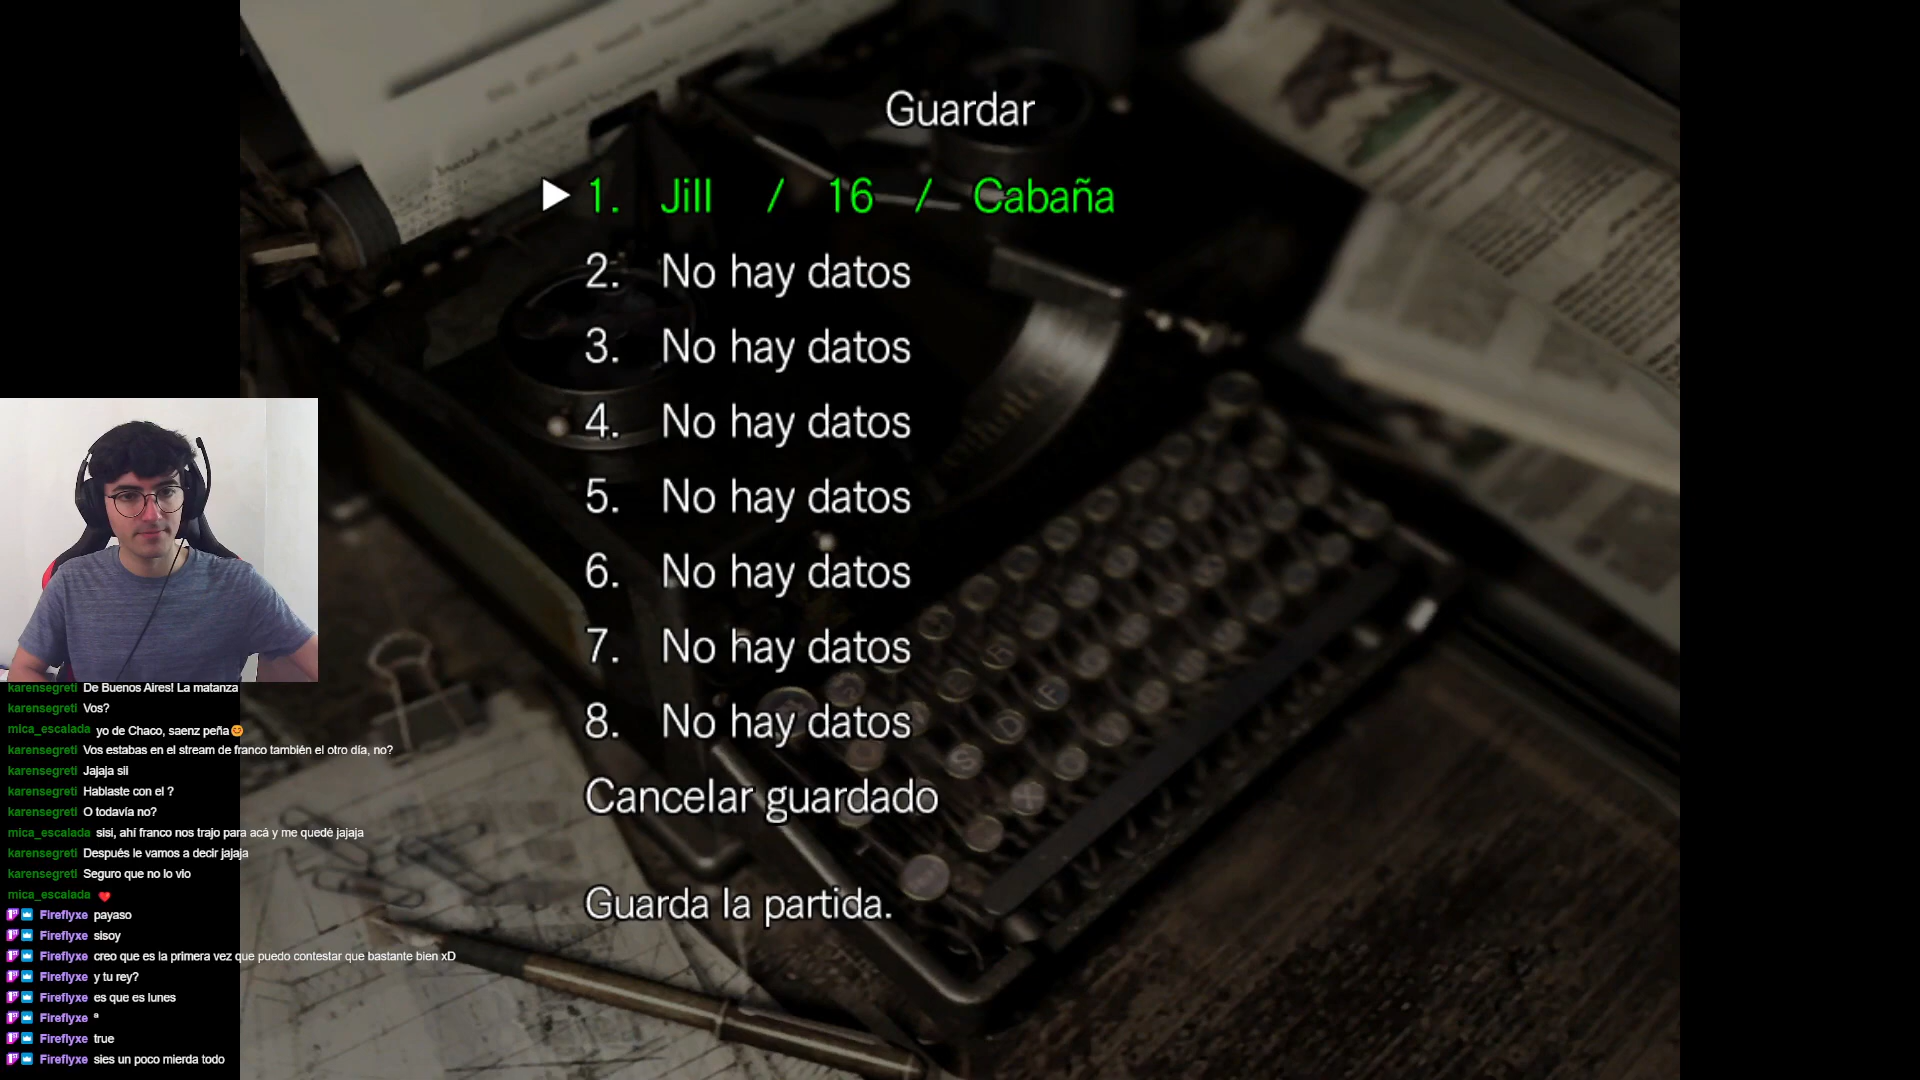 Guardar
1. Jill / 16 / Cabaña
2. No hay datos
3. No hay datos
4. No hay datos
5. No hay datos
6. No hay datos
7. No hay datos
8. No hay datos
Cancelar guardado
Guarda la partida.
karensegreti De Buenos Aires! La matanza
karensegreti Vos?
mica_escalada yo de Chaco, saenz peña😊
karensegreti Vos estabas en el stream de franco también el otro día, no?
karensegreti Jajaja sii
karensegreti Hablaste con el ?
karensegreti O todavía no?
mica_escalada sisi, ahí franco nos trajo para acá y me quedé jajaja
karensegreti Después le vamos a decir jajaja
karensegreti Seguro que no lo vio
mica_escalada ❤️
Fireflyxe payaso
Fireflyxe sisoy
Fireflyxe creo que es la primera vez que puedo contestar que bastante bien xD
Fireflyxe y tu rey?
Fireflyxe es que es lunes
Fireflyxe ª
Fireflyxe true
Fireflyxe sies un poco mierda todo